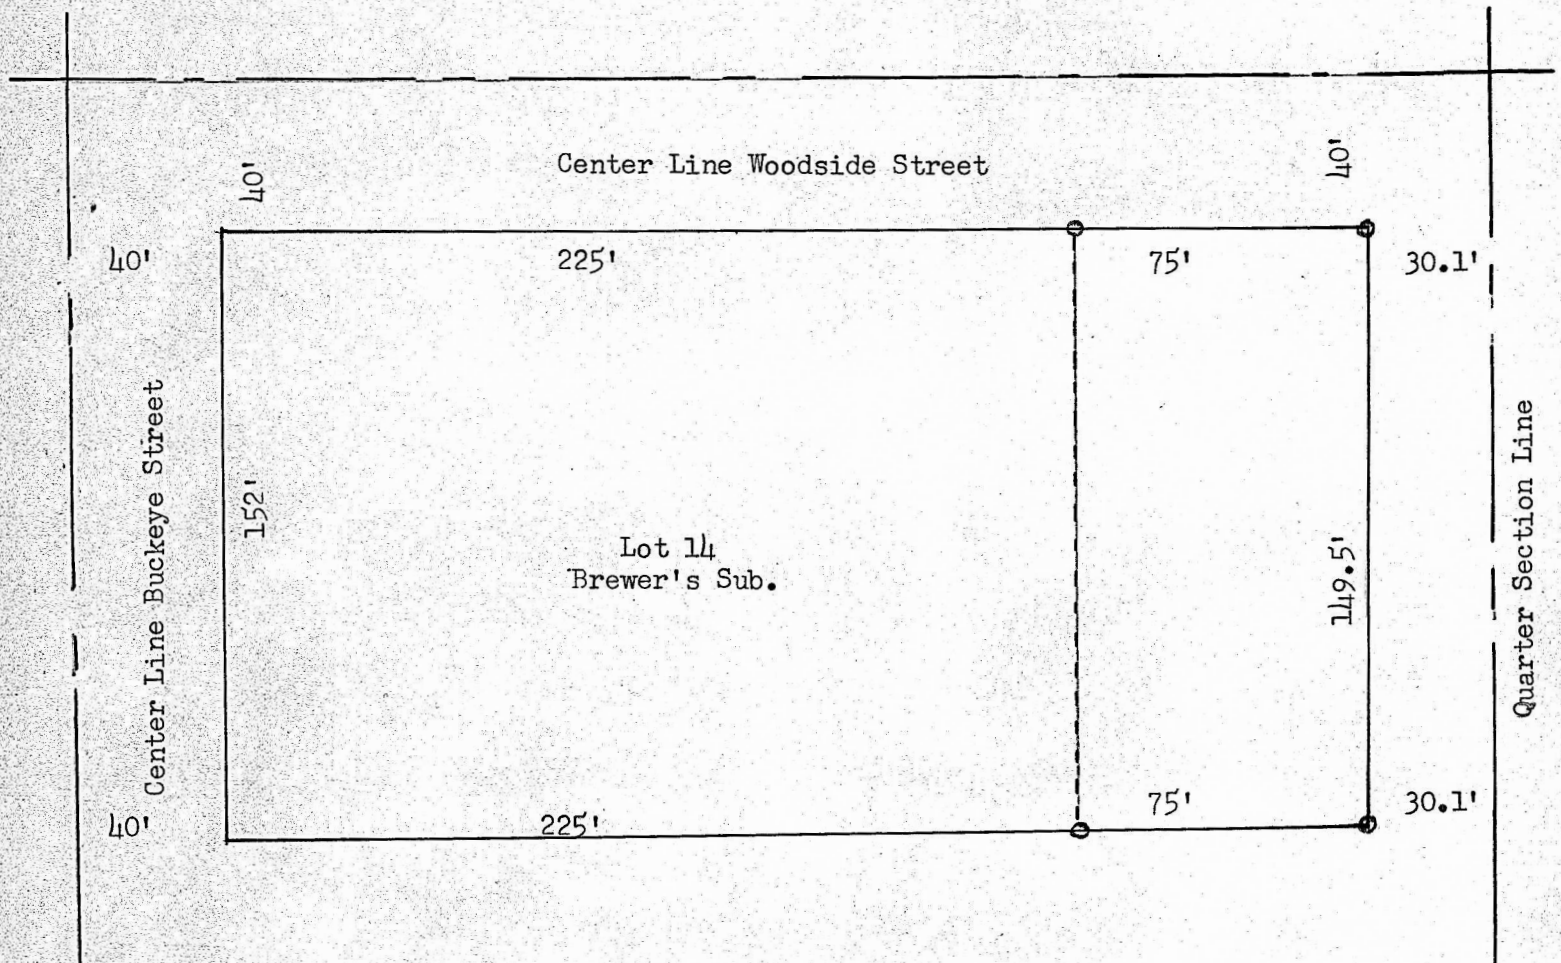 40'
Center Line Woodside Street
40'
40'
225'
75'
30.1'
Center Line Buckeye Street
152'
Lot 14
Brewer's Sub.
149.5'
Quarter Section Line
40'
225'
75'
30.1'